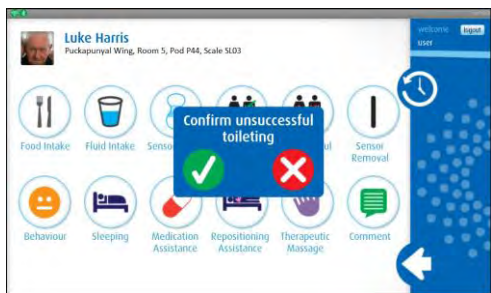 welcome
logout
user
Luke Harris
Puckapunyal Wing, Room 5, Pod P44, Scale SL03
Confirm unsuccessful
toileting
Food Intake
Fluid Intake
Sensor
Removal
Behaviour
Sleeping
Medication
Assistance
Repositioning
Assistance
Therapeutic
Massage
Comment